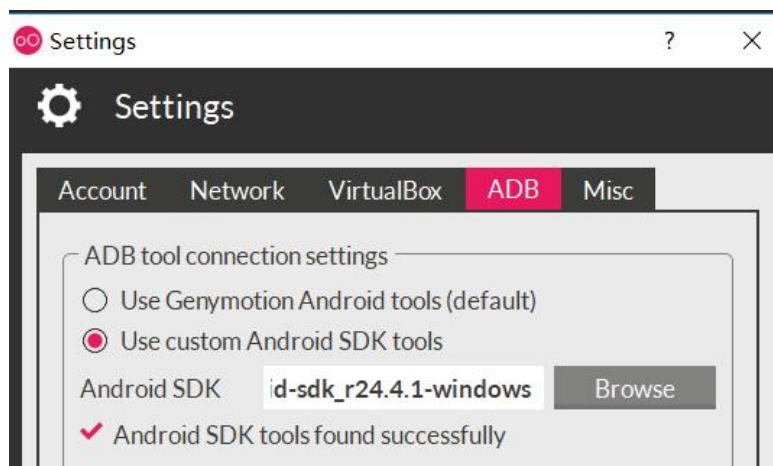 Settings
?
Settings
Account Network VirtualBox ADB Misc
ADB tool connection settings
Use Genymotion Android tools (default)
Use custom Android SDK tools
Android SDK id-sdk_r24.4.1-windows Browse
Android SDK tools found successfully